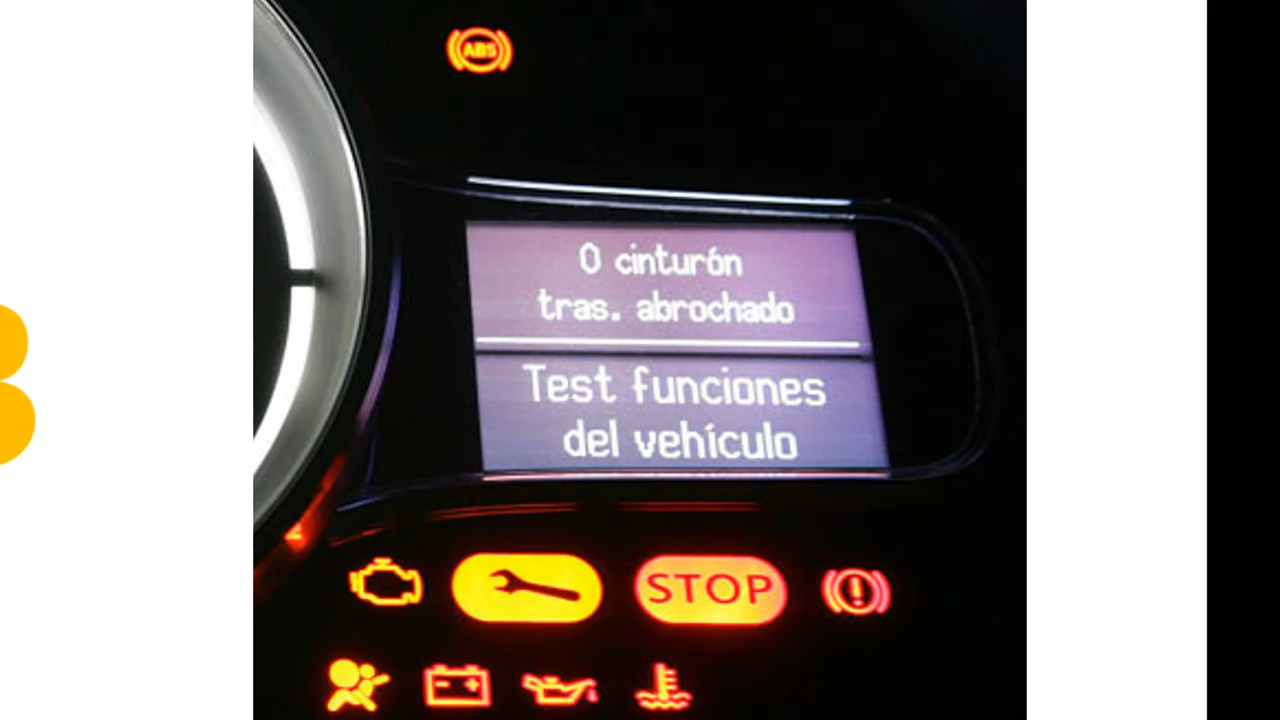 ABS
0 cinturón
tras. abrochado
Test funciones
del vehículo
STOP